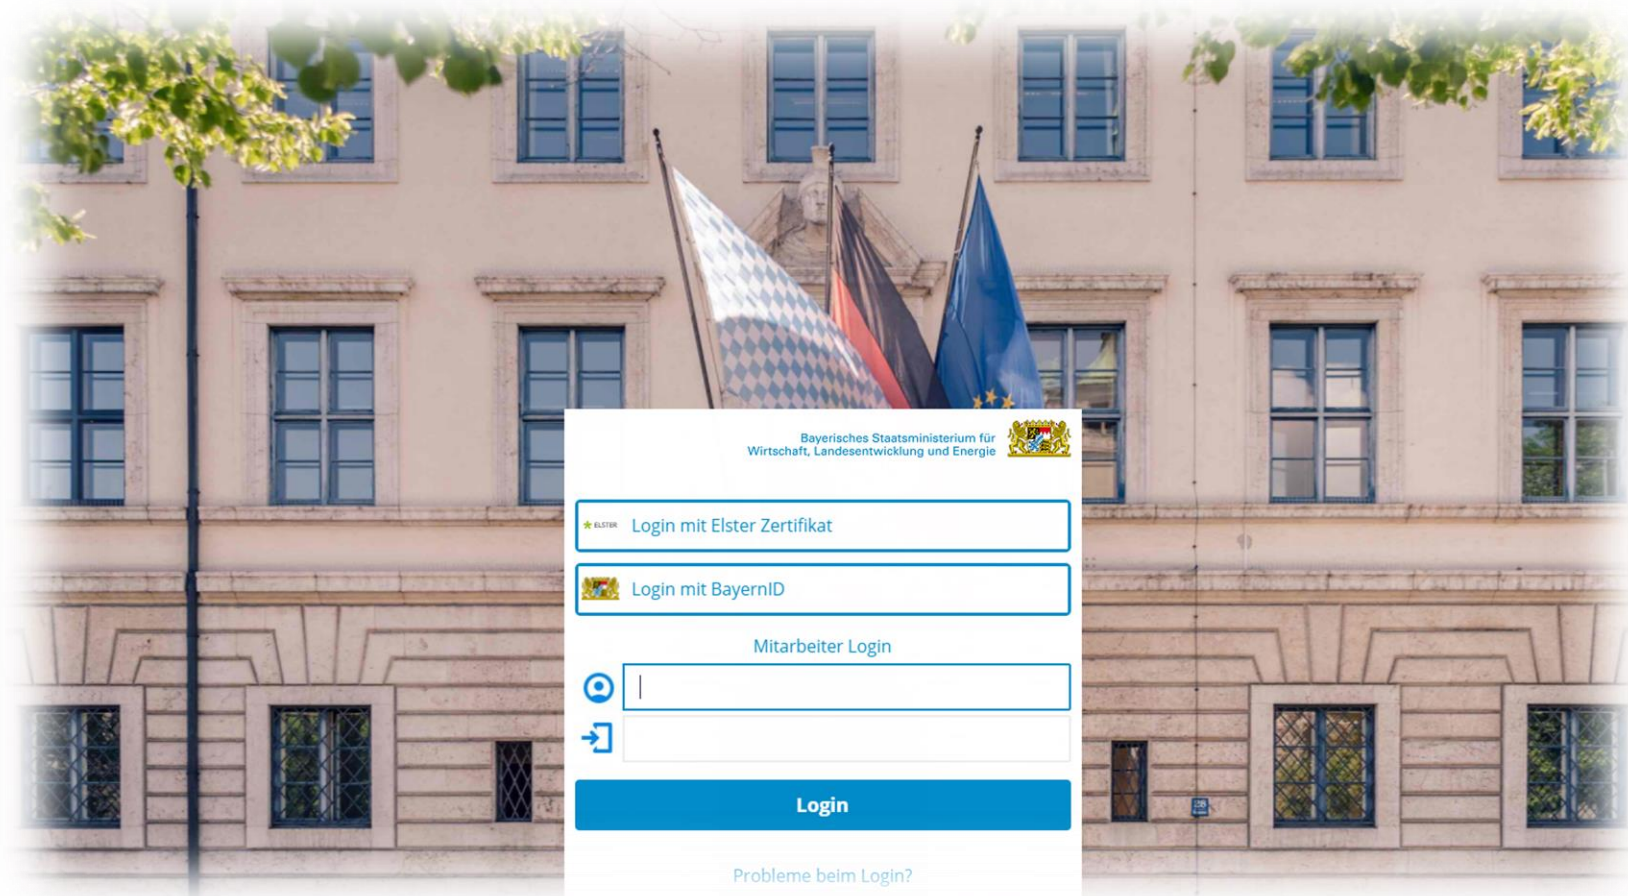 Bayerisches Staatsministerium für
Wirtschaft, Landesentwicklung und Energie
ELSTER
Login mit Elster Zertifikat
Login mit BayernID
Mitarbeiter Login
Login
Probleme beim Login?
28